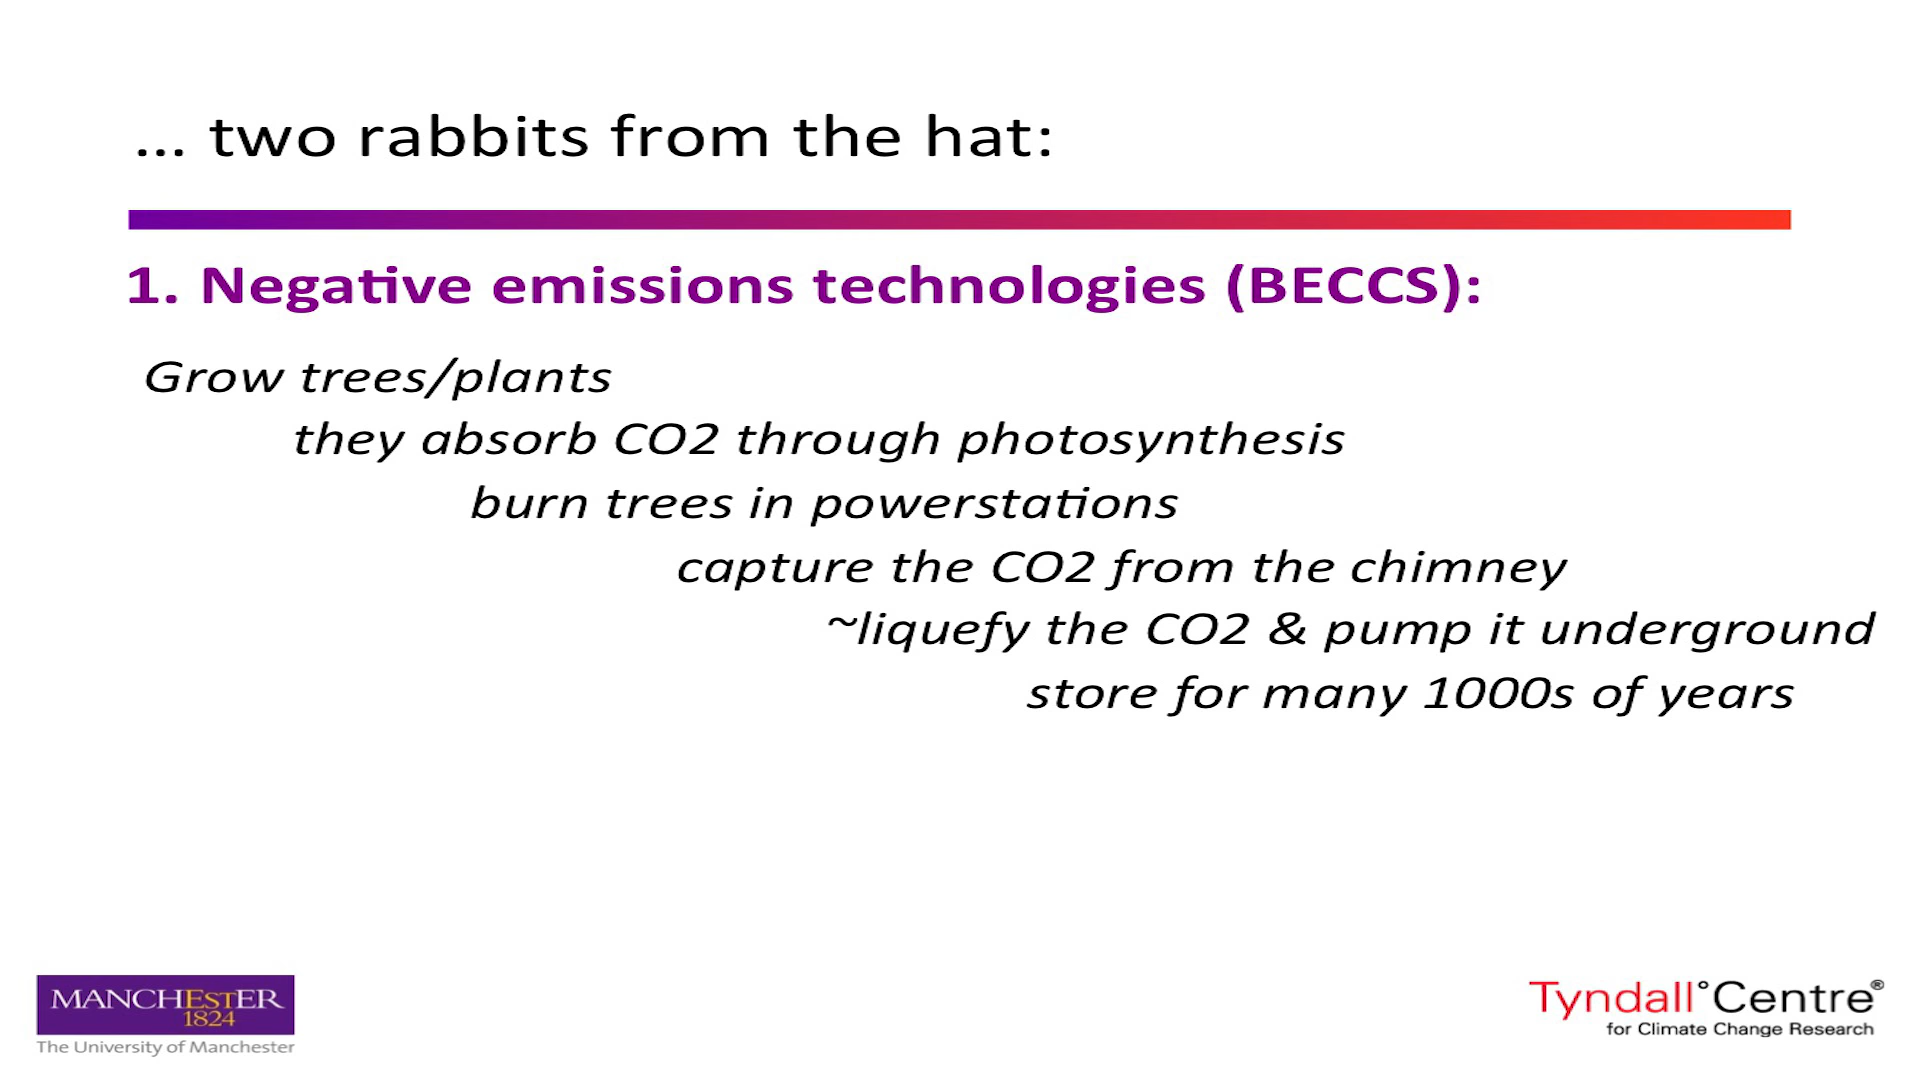 ... two rabbits from the hat:
1. Negative emissions technologies (BECCS):
Grow trees/plants
they absorb CO2 through photosynthesis
burn trees in powerstations
capture the CO2 from the chimney
~liquefy the CO2 & pump it underground
store for many 1000s of years
MANCHESTER
1824
The University of Manchester
Tyndall°Centre®
for Climate Change Research